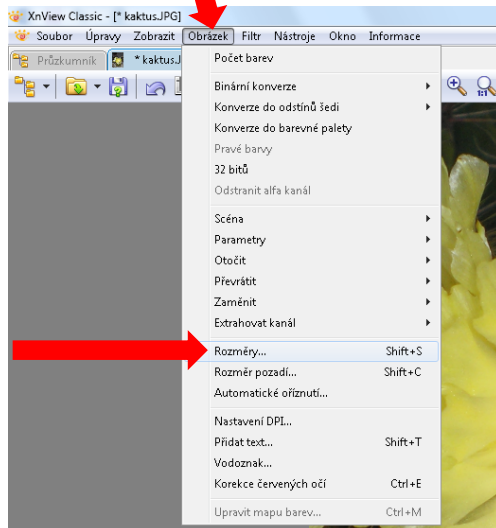 XnView Classic - [* kaktus.JPG]
Soubor Úpravy Zobrazit Obrázek Filtr Nástroje Okno Informace
Průzkumník * kaktus.J
Počet barev
Binární konverze
Konverze do odstínů šedi
Konverze do barevné palety
Pravé barvy
32 bitů
Odstranit alfa kanál
Scéna
Parametry
Otočit
Převrátit
Zaměnit
Extrahovat kanál
Rozměry... Shift+S
Rozměr pozadí... Shift+C
Automatické oříznutí...
Nastavení DPI...
Přidat text... Shift+T
Vodoznak...
Korekce červených očí Ctrl+E
Upravit mapu barev... Ctrl+M